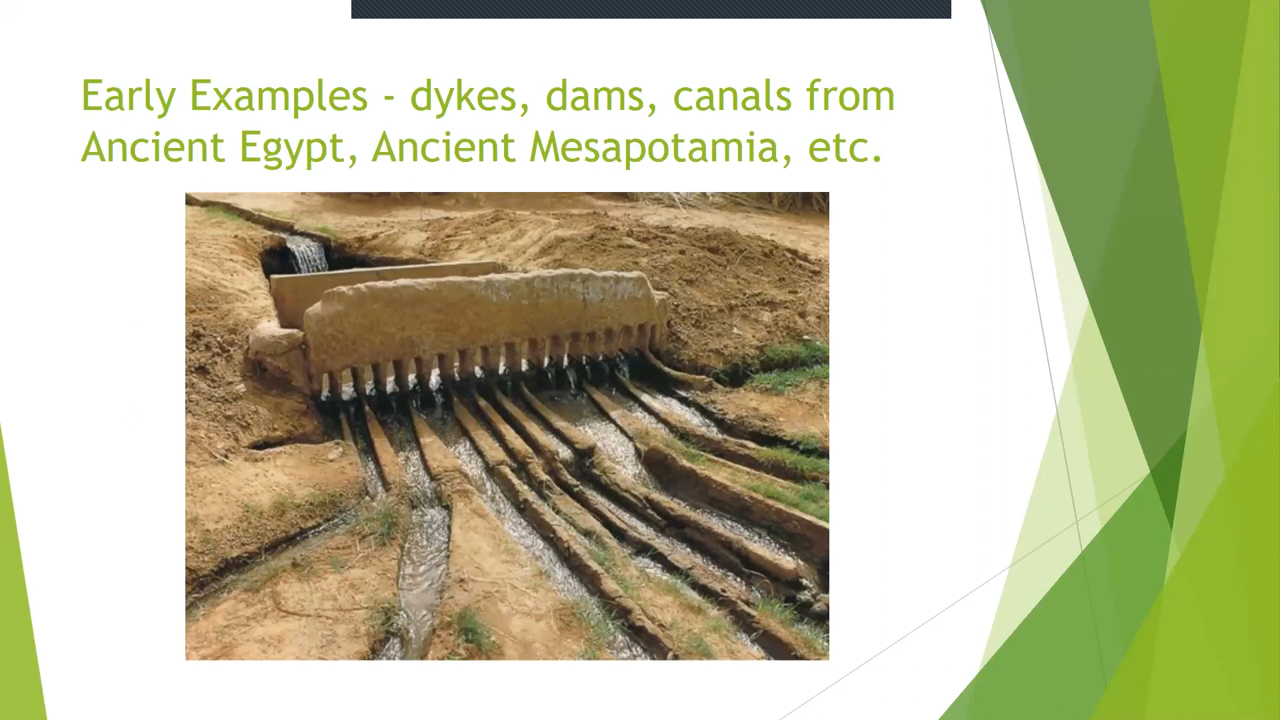 Early Examples - dykes, dams, canals from
Ancient Egypt, Ancient Mesapotamia, etc.